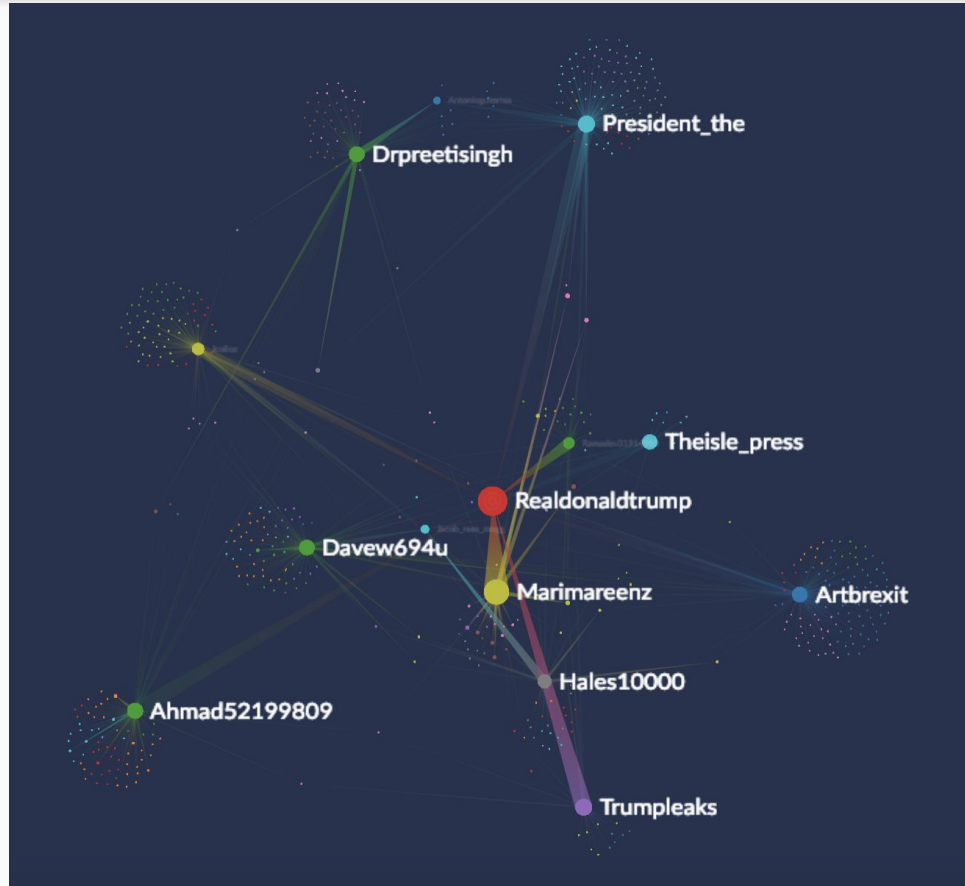 President_the
Drpreetisingh
Theisle_press
Realdonaldtrump
Davew694u
Marimareenz
Artbrexit
Hales10000
Ahmad52199809
Trumpleaks